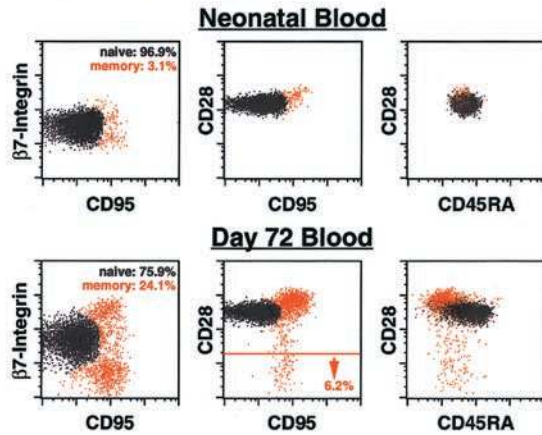 Neonatal Blood
naive: 96.9%
memory: 3.1%
β7-Integrin
CD95
CD28
CD95
CD28
CD45RA
Day 72 Blood
naive: 75.9%
memory: 24.1%
β7-Integrin
CD95
CD28
6.2%
CD95
CD28
CD45RA